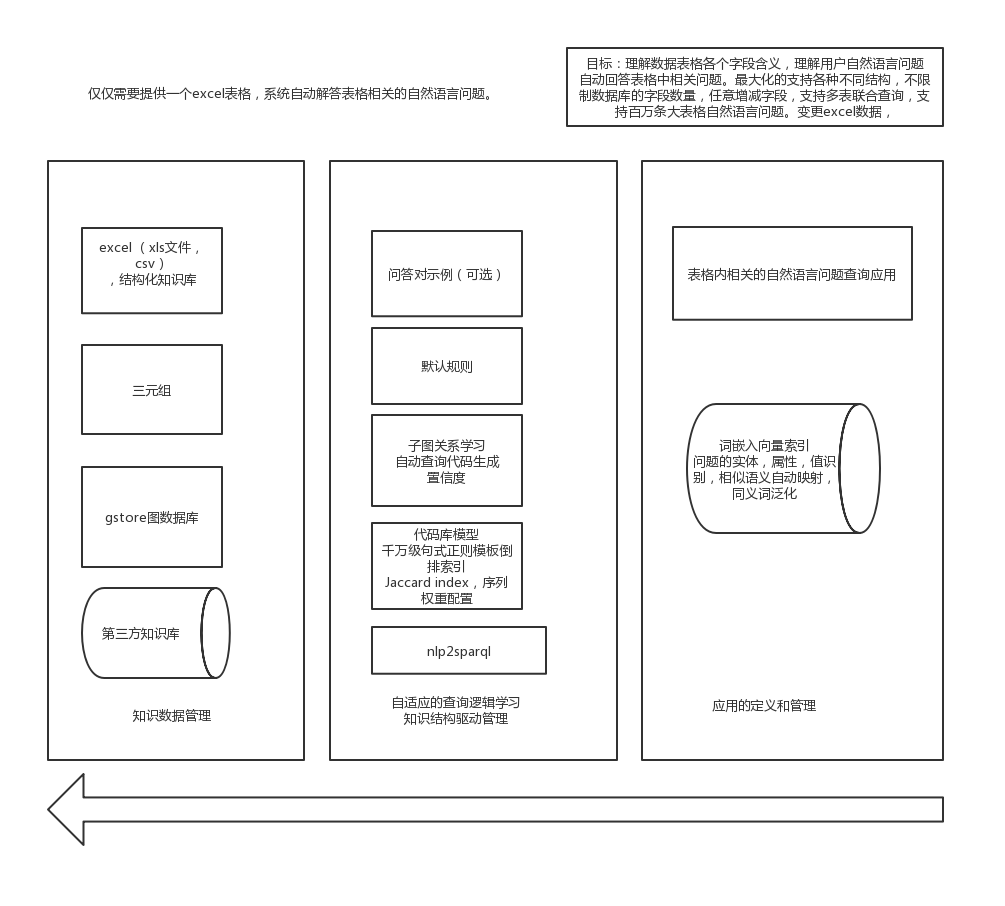 仅仅需要提供一个excel表格，系统自动解答表格相关的自然语言问题。
目标：理解数据表格各个字段含义，理解用户自然语言问题
自动回答表格中相关问题。最大化的支持各种不同结构，不限
制数据库的字段数量，任意增减字段，支持多表联合查询，支
持百万条大表格自然语言问题。变更excel数据，
excel （ xls文件，
csv ）
，结构化知识库
三元组
gstore图数据库
第三方知识库
知识数据管理
问答对示例（ 可选 ）
默认规则
子图关系学习
自动查询代码生成
置信度
代码库模型
千万级句式正则模板倒
排索引
Jaccard index，序列
权重配置
nlp2sparql
自适应的查询逻辑学习
知识结构驱动管理
表格内相关的自然语言问题查询应用
词嵌入向量索引
问题的实体，属性，值识
别，相似语义自动映射，
同义词泛化
应用的定义和管理